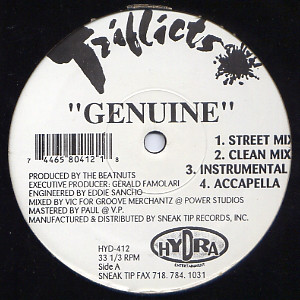 Triflicts
"GENUINE"
1. STREET MIX
2. CLEAN MIX
3. INSTRUMENTAL
4. ACCAPELLA
7 44658 0412 1 8
PRODUCED BY THE BEATNUTS
EXECUTIVE PRODUCER: GERALD FAMOLARI
ENGINEERED BY EDDIE SANCHO
MIXED BY VIC FOR GROOVE MERCHANTZ @ POWER STUDIOS
MASTERED BY PAUL @ V.P.
MANUFACTURED & DISTRIBUTED BY SNEAK TIP RECORDS, INC.
HYD-412
33 1/3 RPM
Side A
SNEAK TIP FAX 718. 784. 1031
HYDRA
ENTERTAINMENT